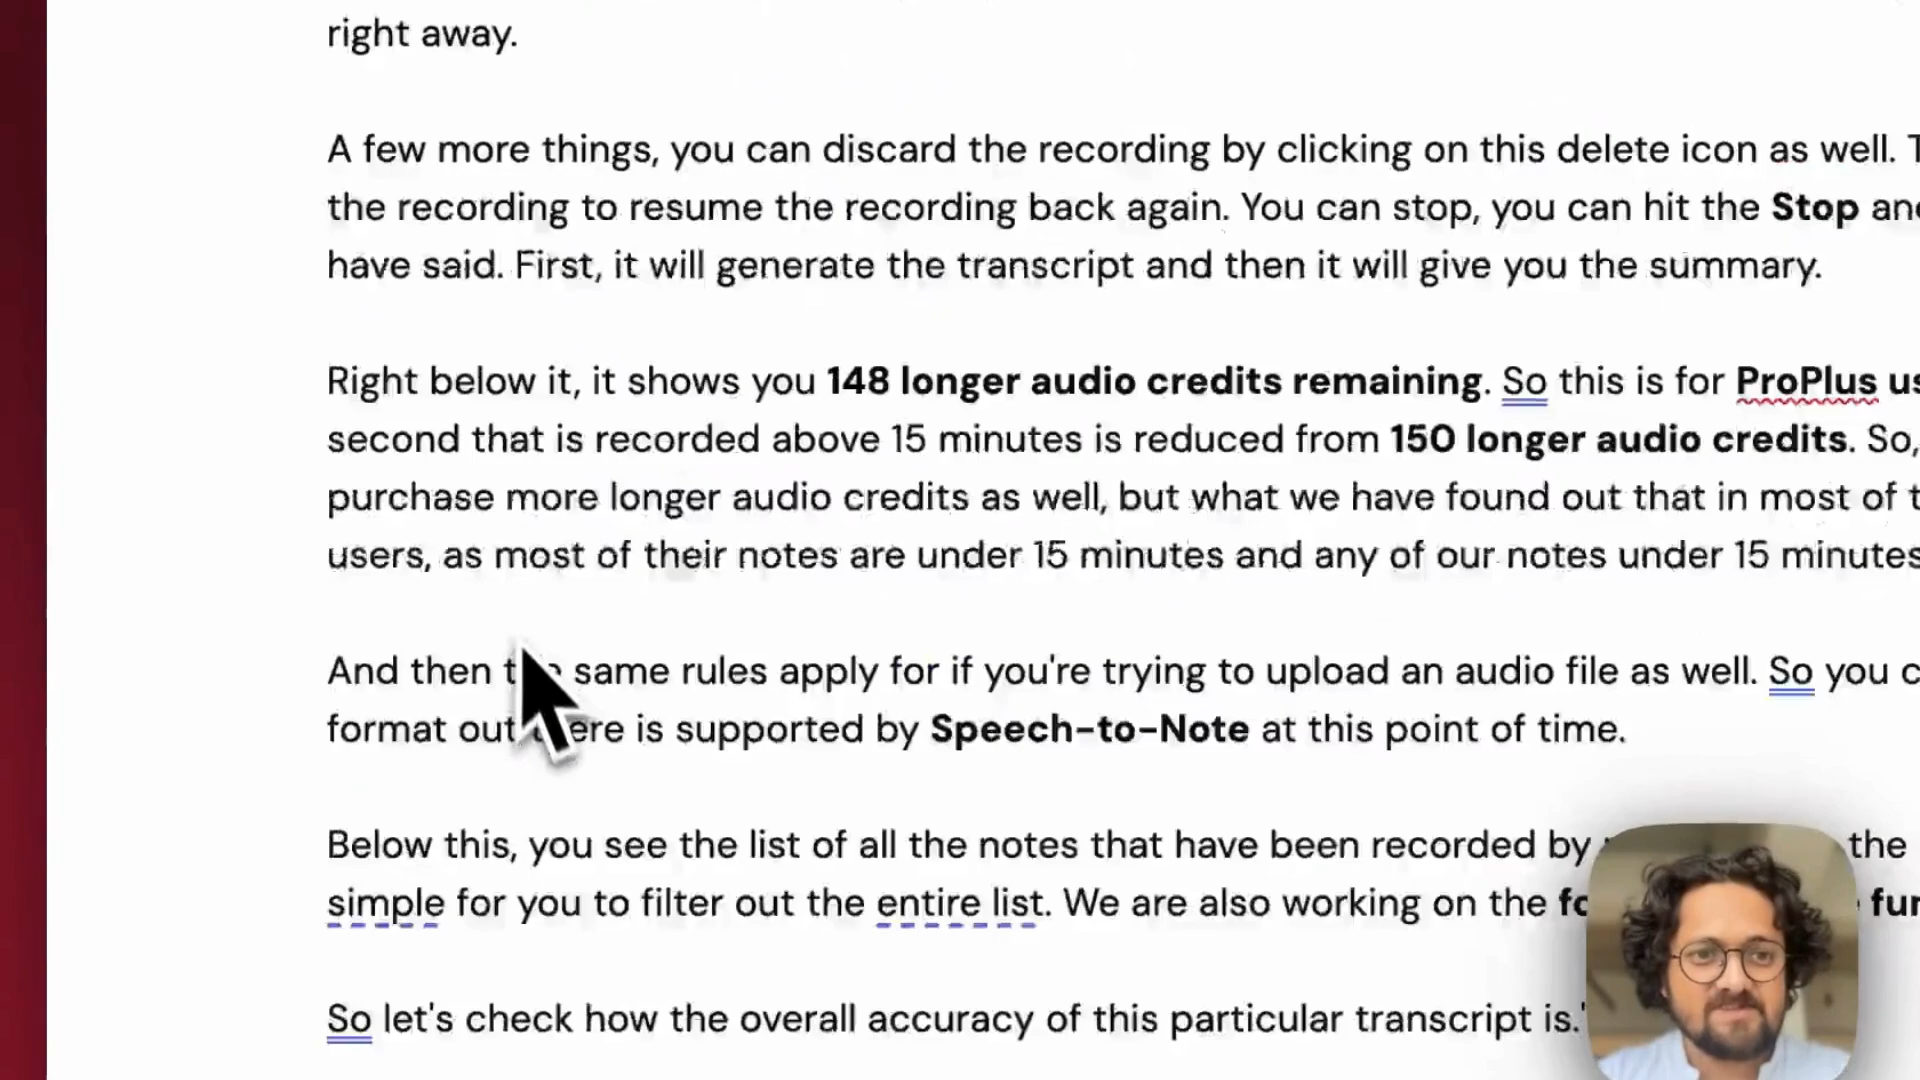 right away.
A few more things, you can discard the recording by clicking on this delete icon as well.
the recording to resume the recording back again. You can stop, you can hit the Stop and
have said. First, it will generate the transcript and then it will give you the summary.
Right below it, it shows you 148 longer audio credits remaining. So this is for ProPlus us
second that is recorded above 15 minutes is reduced from 150 longer audio credits. So,
purchase more longer audio credits as well, but what we have found out that in most of t
users, as most of their notes are under 15 minutes and any of our notes under 15 minutes
And then same rules apply for if you're trying to upload an audio file as well. So you c
format out ere is supported by Speech-to-Note at this point of time.
Below this, you see the list of all the notes that have been recorded by the
simple for you to filter out the entire list. We are also working on the fo fun
So let's check how the overall accuracy of this particular transcript is.